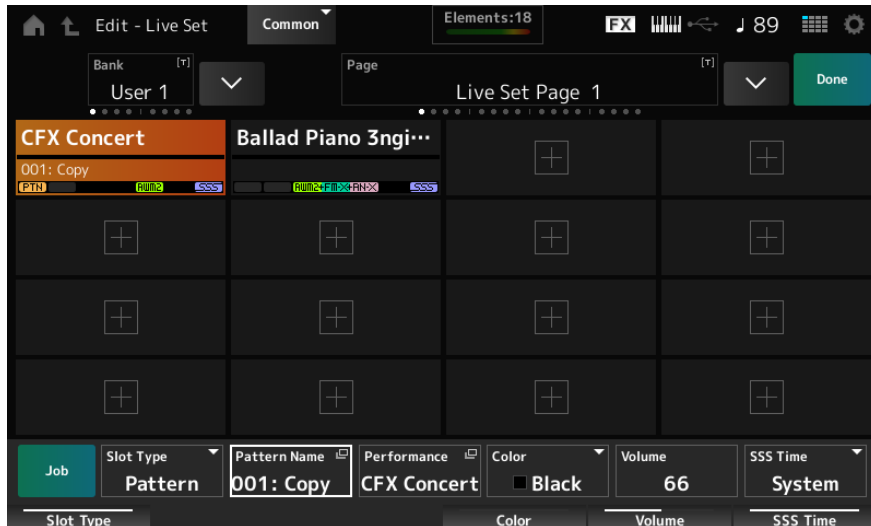 Edit - Live Set
Common
Elements:18
FX
♩ 89
Bank
[T]
User 1
Page
[T]
Live Set Page 1
Done
CFX Concert
001: Copy
PTN
AWM2
SSS
Ballad Piano 3ngi···
AWM2+FM-X+AN-X
SSS
Job
Slot Type
Pattern
Pattern Name
001: Copy
Performance
CFX Concert
Color
Black
Volume
66
SSS Time
System
Slot Type
Color
Volume
SSS Time